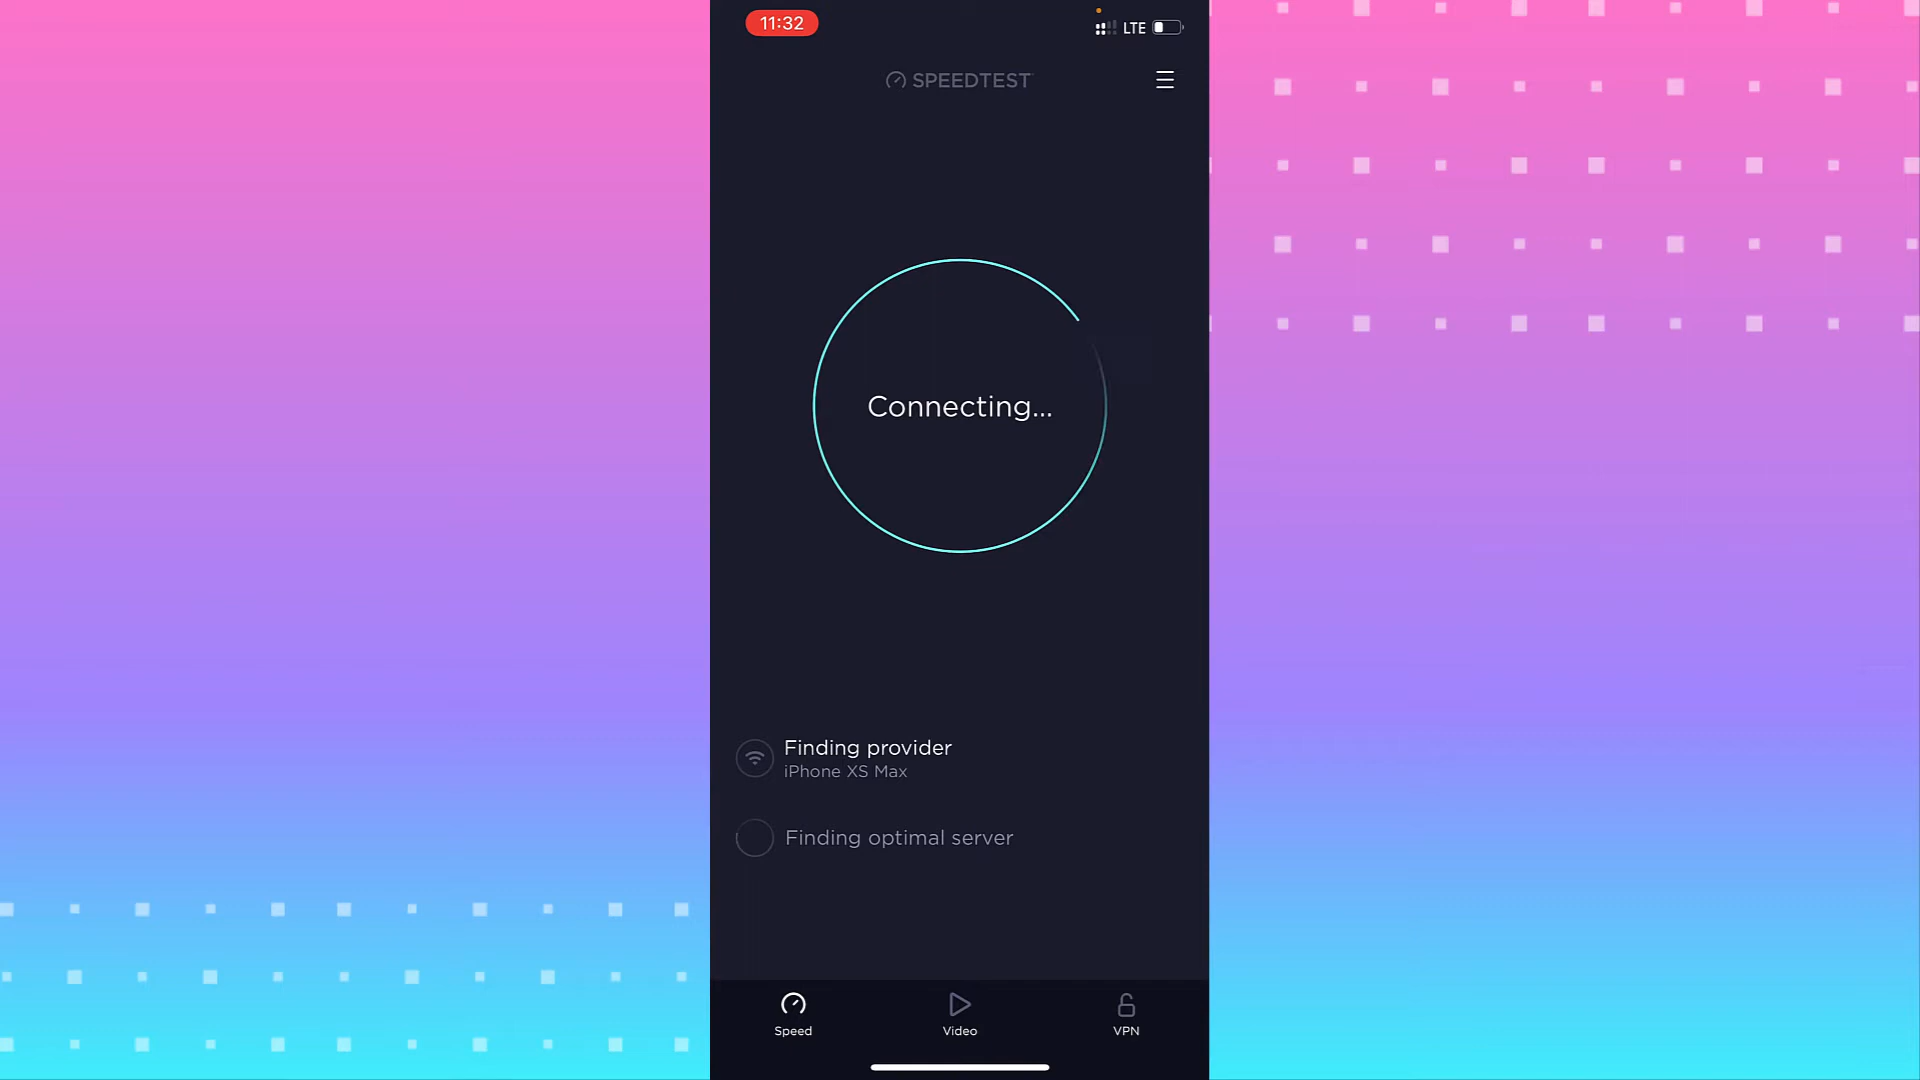 11:32
LTE
SPEEDTEST
Connecting...
Finding provider
iPhone XS Max
Finding optimal server
Speed
Video
VPN